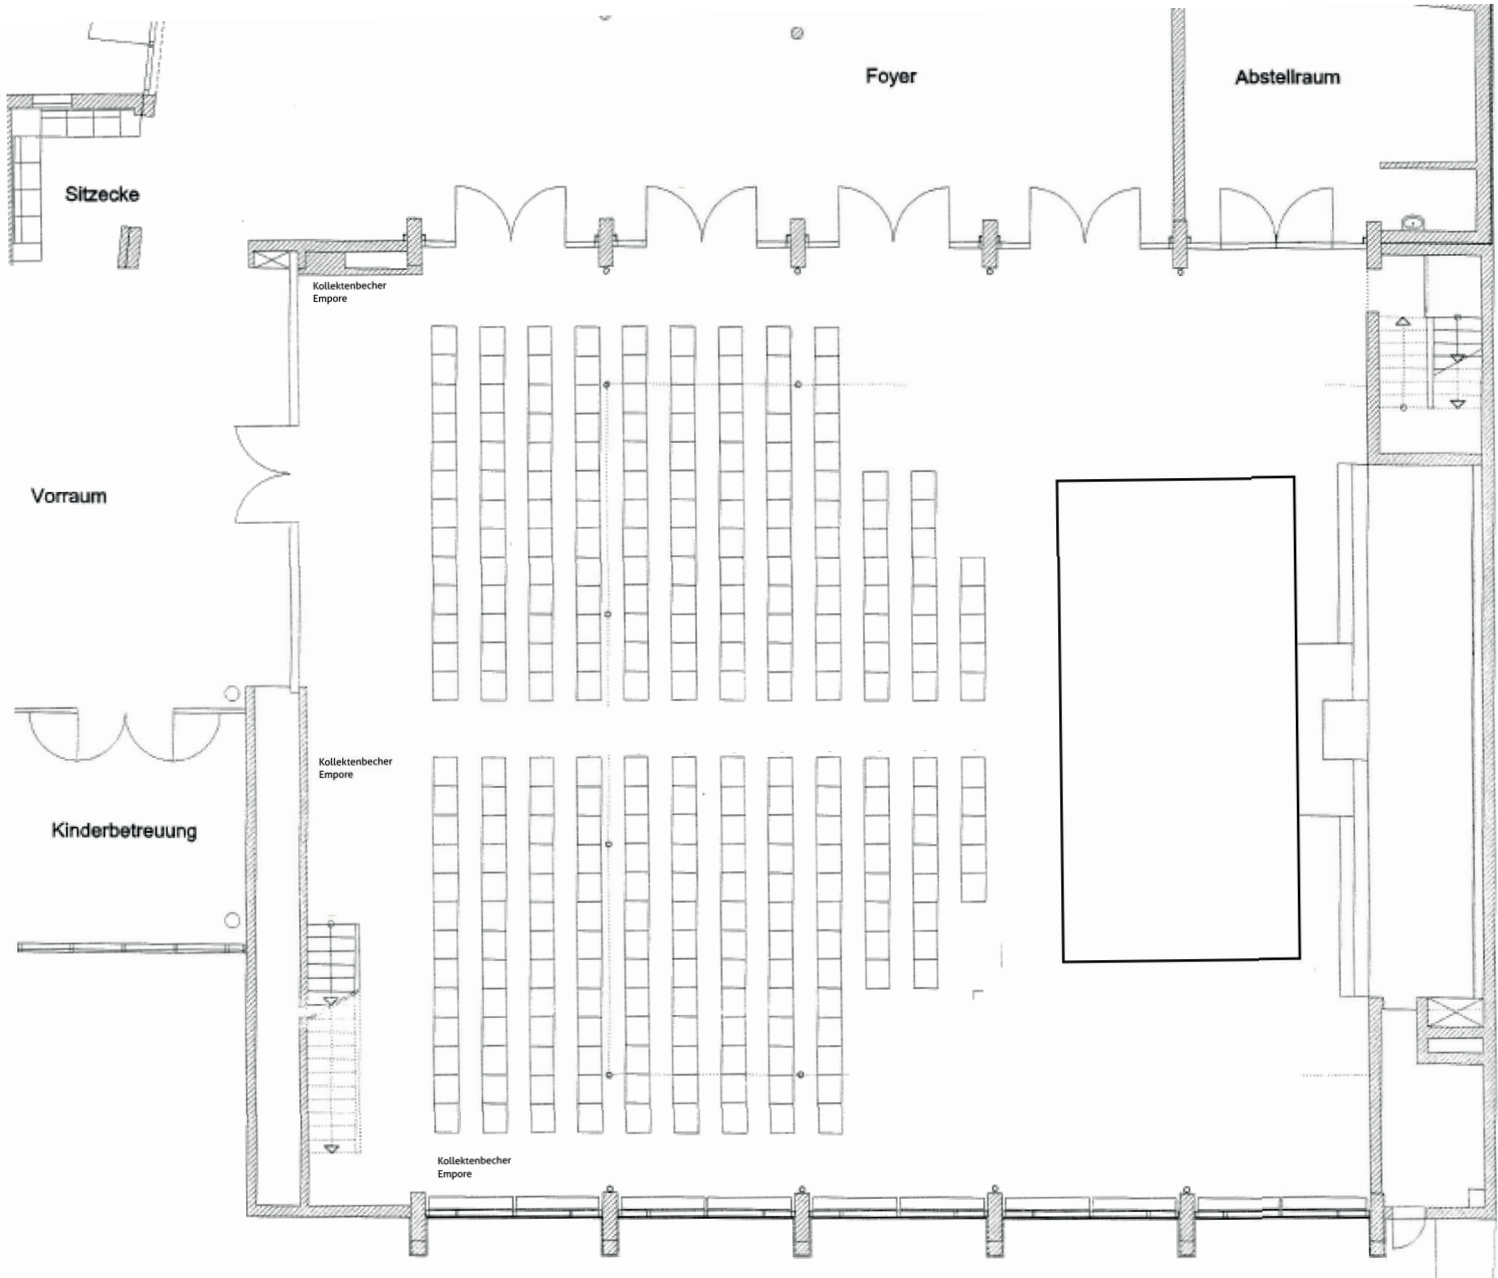 Foyer
Abstellraum
Sitzecke
Kollektenbecher
Empore
Vorraum
Kollektenbecher
Empore
Kinderbetreuung
Kollektenbecher
Empore